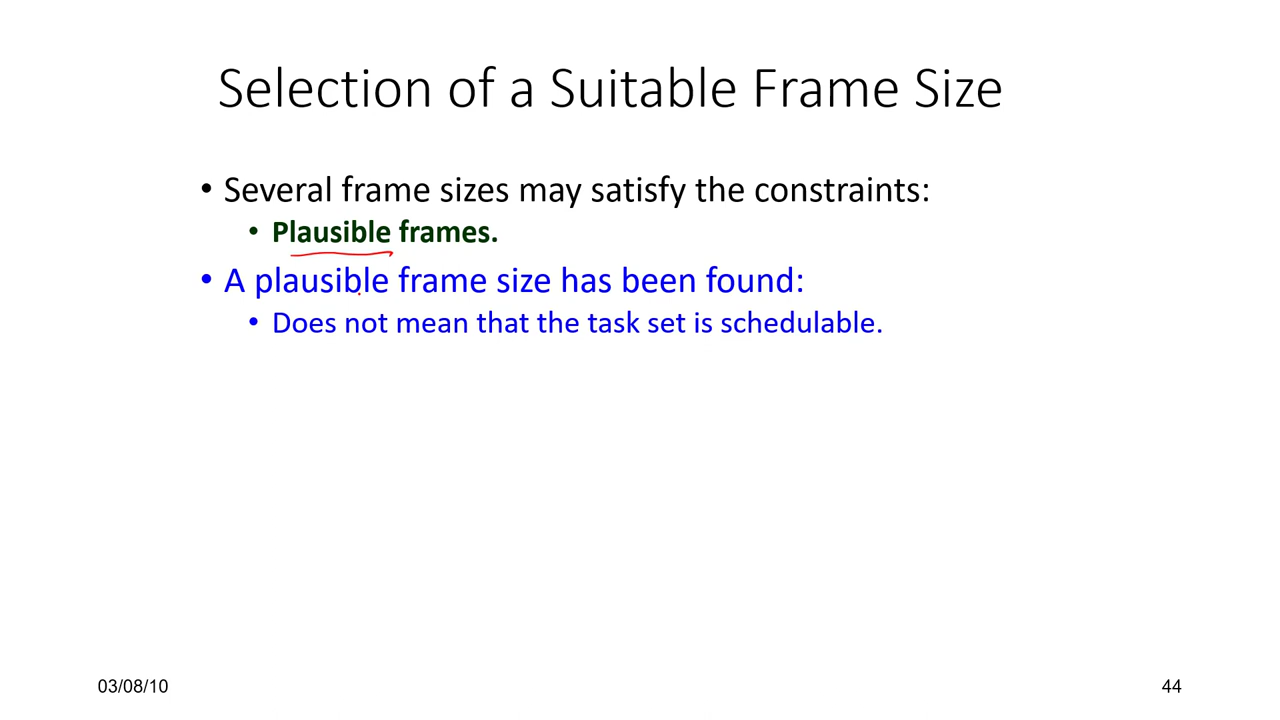 Selection of a Suitable Frame Size
• Several frame sizes may satisfy the constraints:
• Plausible frames.
• A plausible frame size has been found:
• Does not mean that the task set is schedulable.
03/08/10
44